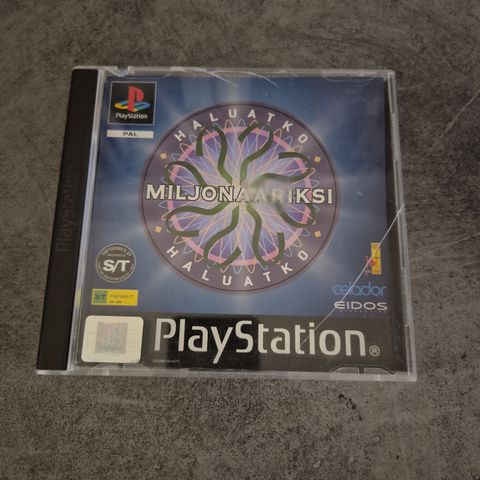 PlayStation
PlayStation
PAL
HALUATKO
MILJONÄÄRIKSI
HALUATKO
S/T
S/T
celador
EIDOS
PlayStation®